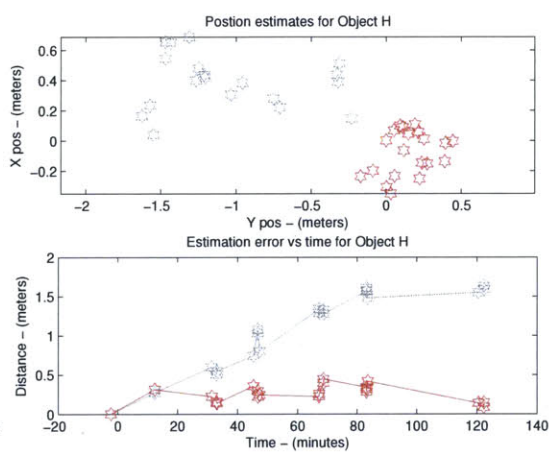 Postion estimates for Object H
0.6
0.4
0.2
0
−0.2
X pos − (meters)
−2 −1.5 −1 −0.5 0 0.5
Y pos − (meters)
Estimation error vs time for Object H
2
1.5
1
0.5
0
Distance − (meters)
−20 0 20 40 60 80 100 120 140
Time − (minutes)